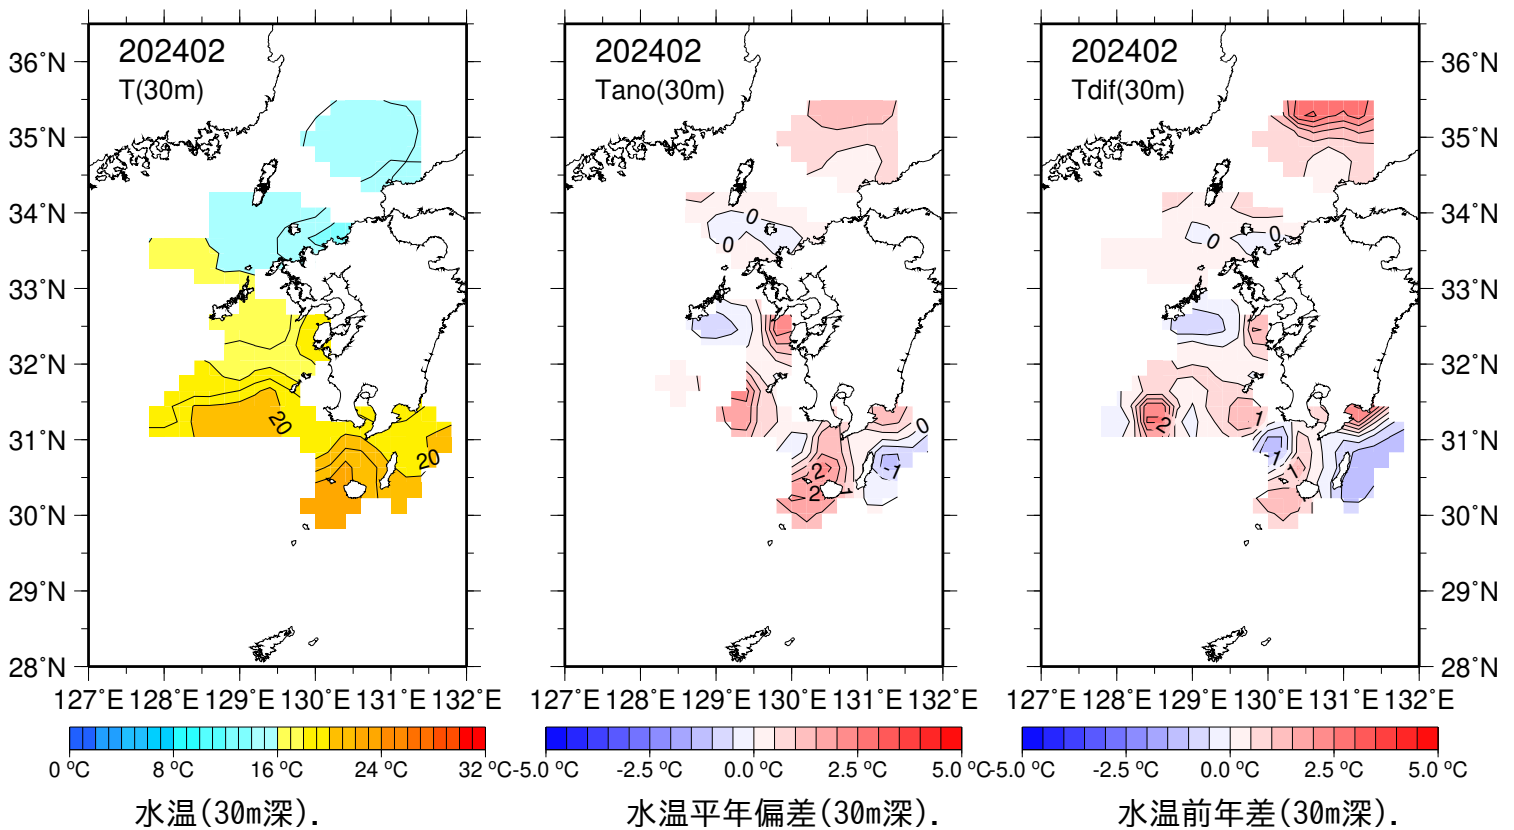 202402
T(30m)
36°N
35°N
34°N
33°N
32°N
31°N
30°N
29°N
28°N
20
20
127°E 128°E 129°E 130°E 131°E 132°E
0 °C 8 °C 16 °C 24 °C 32 °C
水温(30m深).
202402
Tano(30m)
0
0
0
-1
2
2
127°E 128°E 129°E 130°E 131°E 132°E
-5.0 °C -2.5 °C 0.0 °C 2.5 °C 5.0 °C
水温平年偏差(30m深).
202402
Tdif(30m)
36°N
35°N
34°N
33°N
32°N
31°N
30°N
29°N
28°N
0
0
2
1
-1
1
127°E 128°E 129°E 130°E 131°E 132°E
-5.0 °C -2.5 °C 0.0 °C 2.5 °C 5.0 °C
水温前年差(30m深).